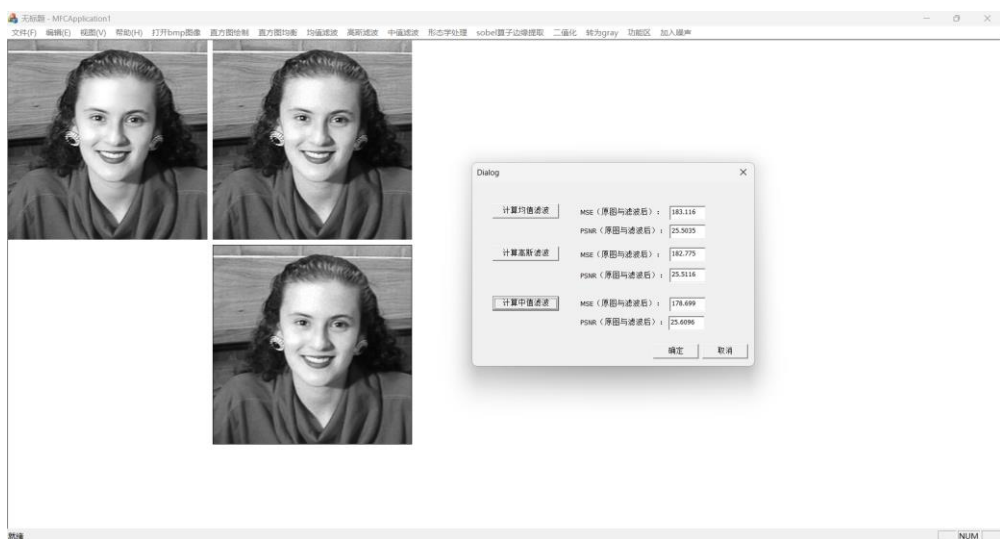 无标题 - MFCApplication1
文件(F) 编辑(E) 视图(V) 帮助(H) 打开bmp图像 直方图绘制 直方图均衡 均值滤波 高斯滤波 中值滤波 形态学处理 sobel算子边缘提取 二值化 转为gray 功能区 加入噪声
Dialog
计算均值滤波 MSE（原图与滤波后）： 183.116
PSNR（原图与滤波后）： 25.5035
计算高斯滤波 MSE（原图与滤波后）： 182.775
PSNR（原图与滤波后）： 25.5116
计算中值滤波 MSE（原图与滤波后）： 178.699
PSNR（原图与滤波后）： 25.6096
确定 取消
就绪 NUM